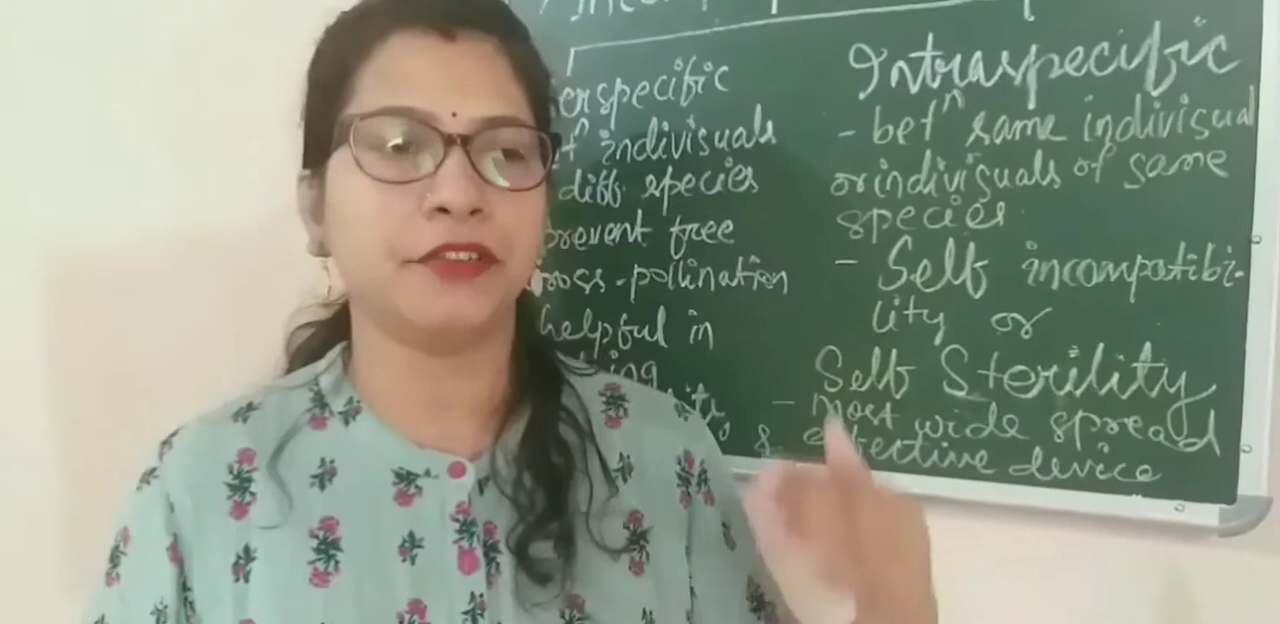 erspecific
individuals
diff. species
prevent free
cross-pollination
helpful in
Intraspecific
- betⁿ same indivisual
or indivisuals of same
species.
- Self incompatibi-
lity or
Self Sterility
- most wide spread
& effective device